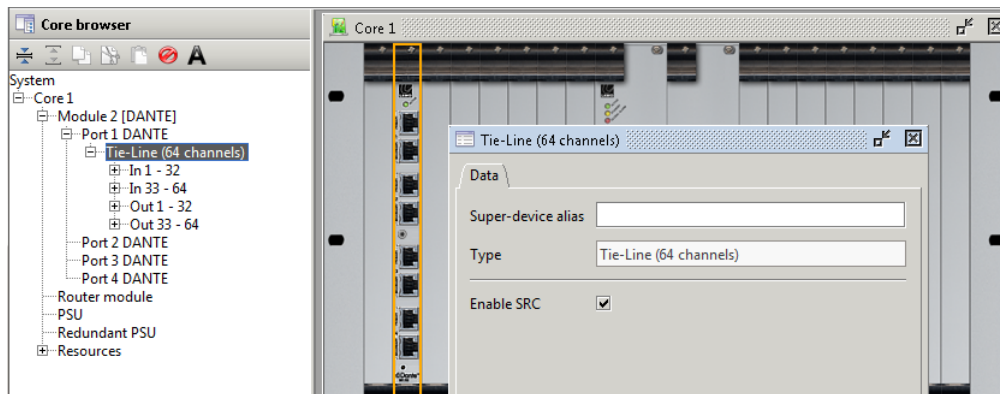 Core browser
A
System
Core 1
Module 2 [DANTE]
Port 1 DANTE
Tie-Line (64 channels)
In 1 - 32
In 33 - 64
Out 1 - 32
Out 33 - 64
Port 2 DANTE
Port 3 DANTE
Port 4 DANTE
Router module
PSU
Redundant PSU
Resources
Core 1
Tie-Line (64 channels)
Data
Super-device alias
Type Tie-Line (64 channels)
Enable SRC
Dante